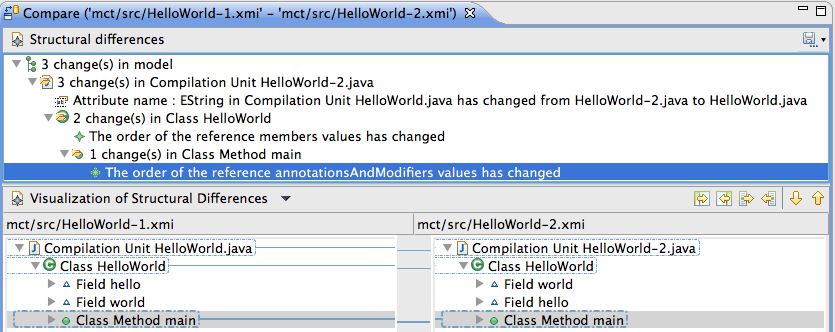 Compare ('mct/src/HelloWorld-1.xmi' - 'mct/src/HelloWorld-2.xmi')
Structural differences
3 change(s) in model
3 change(s) in Compilation Unit HelloWorld-2.java
Attribute name : EString in Compilation Unit HelloWorld.java has changed from HelloWorld-2.java to HelloWorld.java
2 change(s) in Class HelloWorld
The order of the reference members values has changed
1 change(s) in Class Method main
The order of the reference annotationsAndModifiers values has changed
Visualization of Structural Differences
mct/src/HelloWorld-1.xmi
mct/src/HelloWorld-2.xmi
Compilation Unit HelloWorld.java
Class HelloWorld
Field hello
Field world
Class Method main
Compilation Unit HelloWorld-2.java
Class HelloWorld
Field world
Field hello
Class Method main